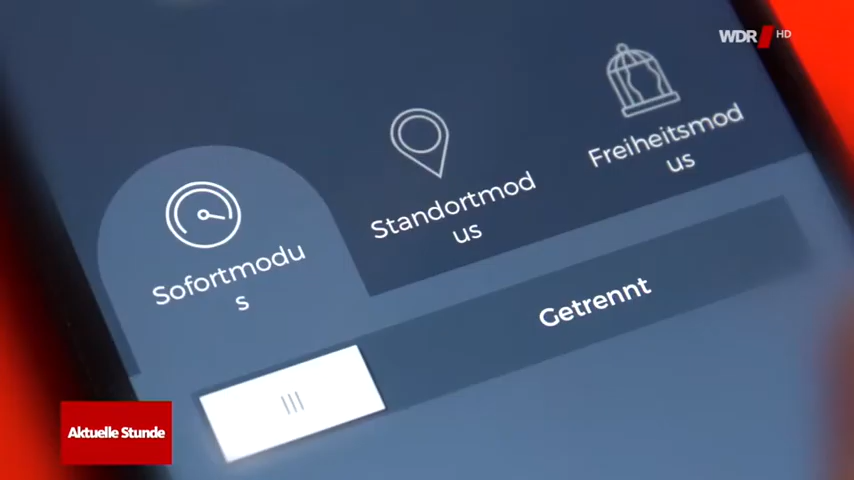 WDR HD
Freiheitsmod
us
Standortmod
us
Sofortmodu
s
Getrennt
Aktuelle Stunde